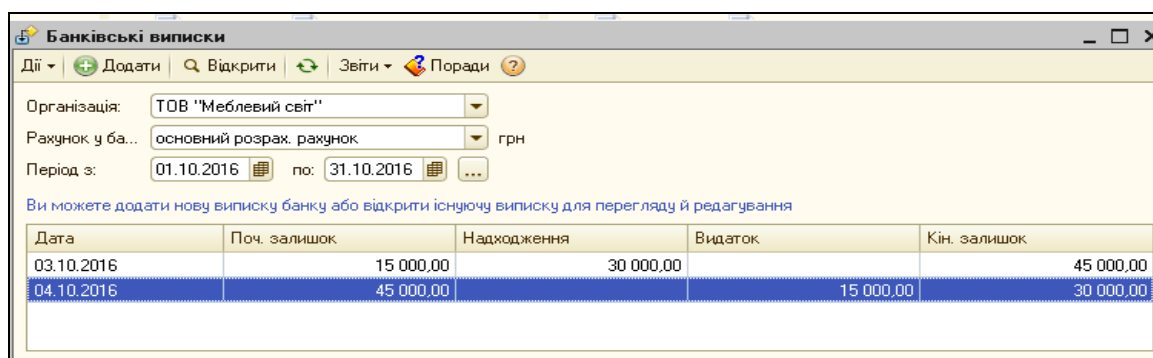 Банківські виписки
Дії Додати Відкрити Звіти Поради
Організація: ТОВ "Меблевий світ"
Рахунок у ба... основний розрах. рахунок грн
Період з: 01.10.2016 по: 31.10.2016 ...
Ви можете додати нову виписку банку або відкрити існуючу виписку для перегляду й редагування
Дата Поч. залишок Надходження Видаток Кін. залишок
03.10.2016 15 000,00 30 000,00 45 000,00
04.10.2016 45 000,00 15 000,00 30 000,00